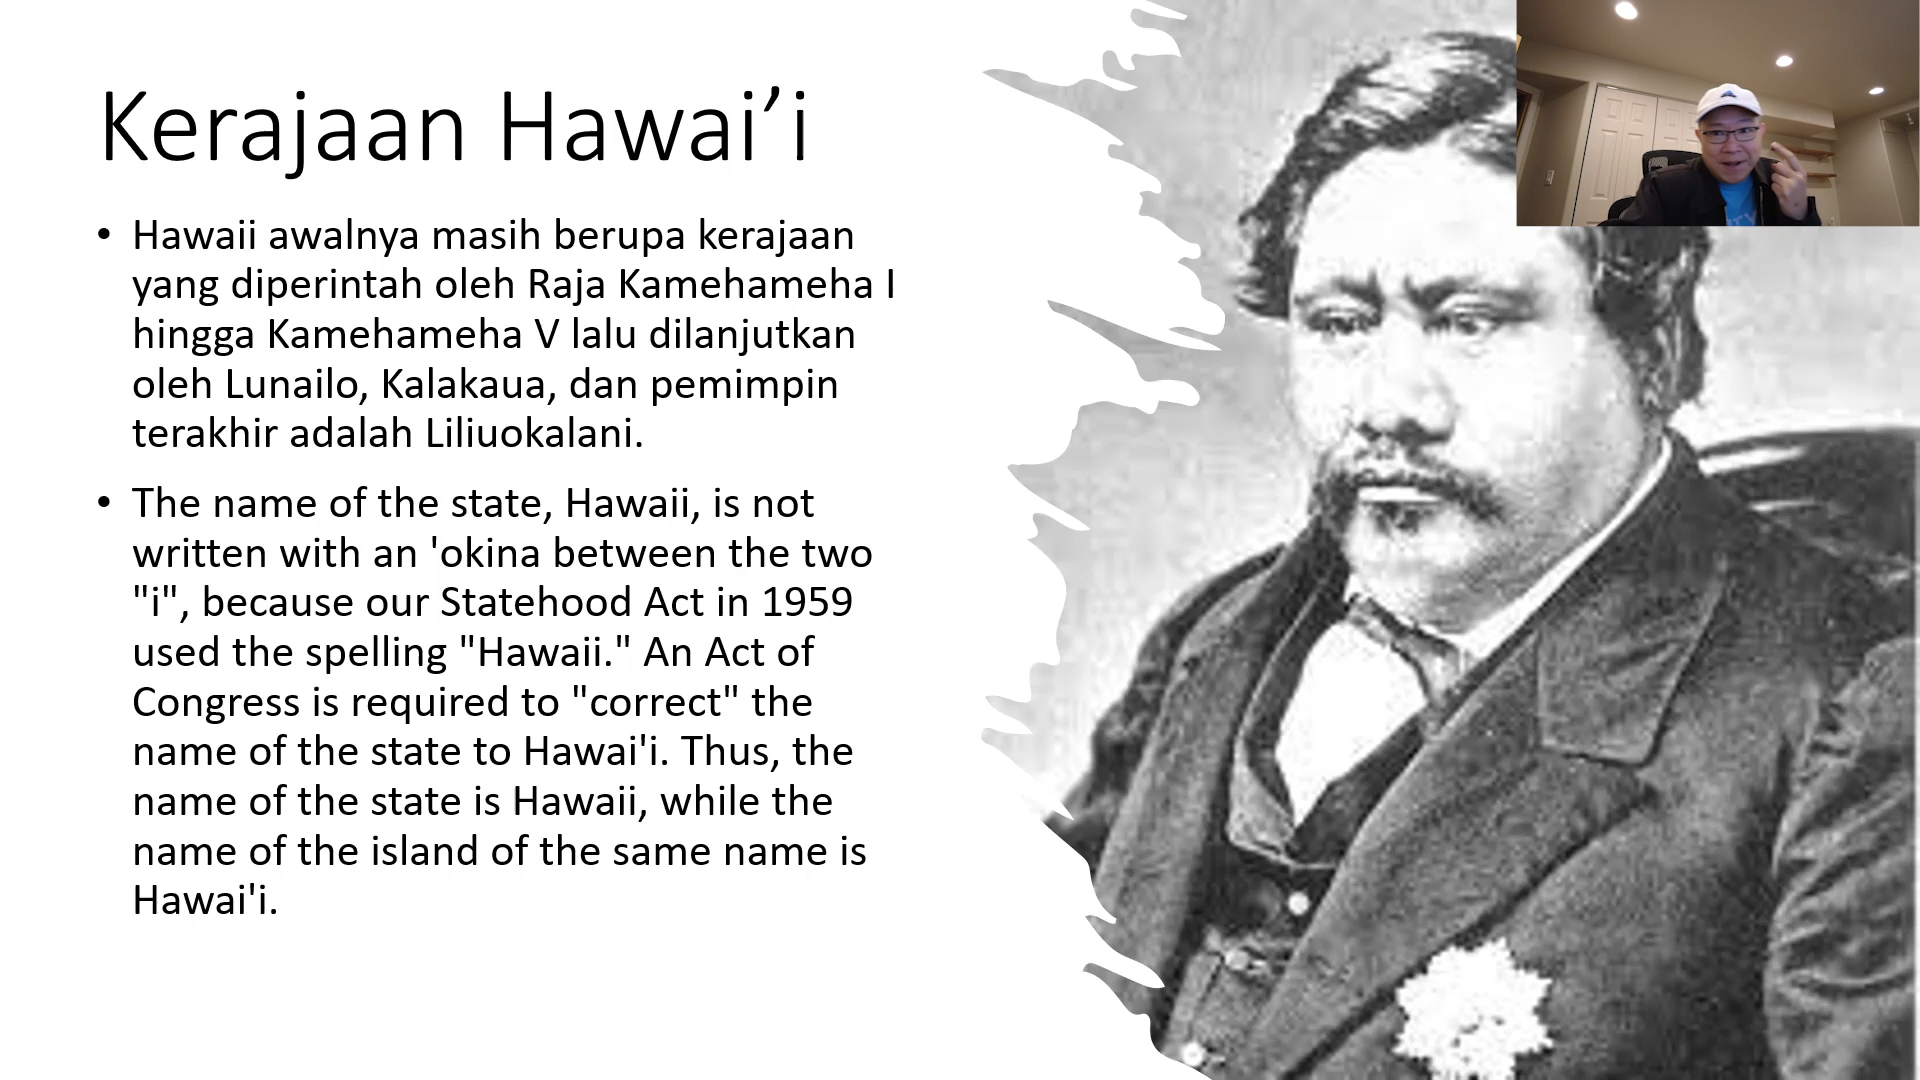 Kerajaan Hawai’i
• Hawaii awalnya masih berupa kerajaan
yang diperintah oleh Raja Kamehameha I
hingga Kamehameha V lalu dilanjutkan
oleh Lunailo, Kalakaua, dan pemimpin
terakhir adalah Liliuokalani.
• The name of the state, Hawaii, is not
written with an 'okina between the two
"i", because our Statehood Act in 1959
used the spelling "Hawaii." An Act of
Congress is required to "correct" the
name of the state to Hawai'i. Thus, the
name of the state is Hawaii, while the
name of the island of the same name is
Hawai'i.